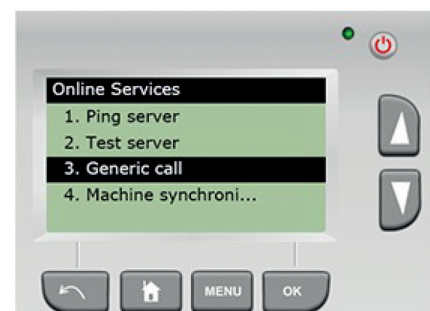 Online Services
1. Ping server
2. Test server
3. Generic call
4. Machine synchroni...
MENU
OK